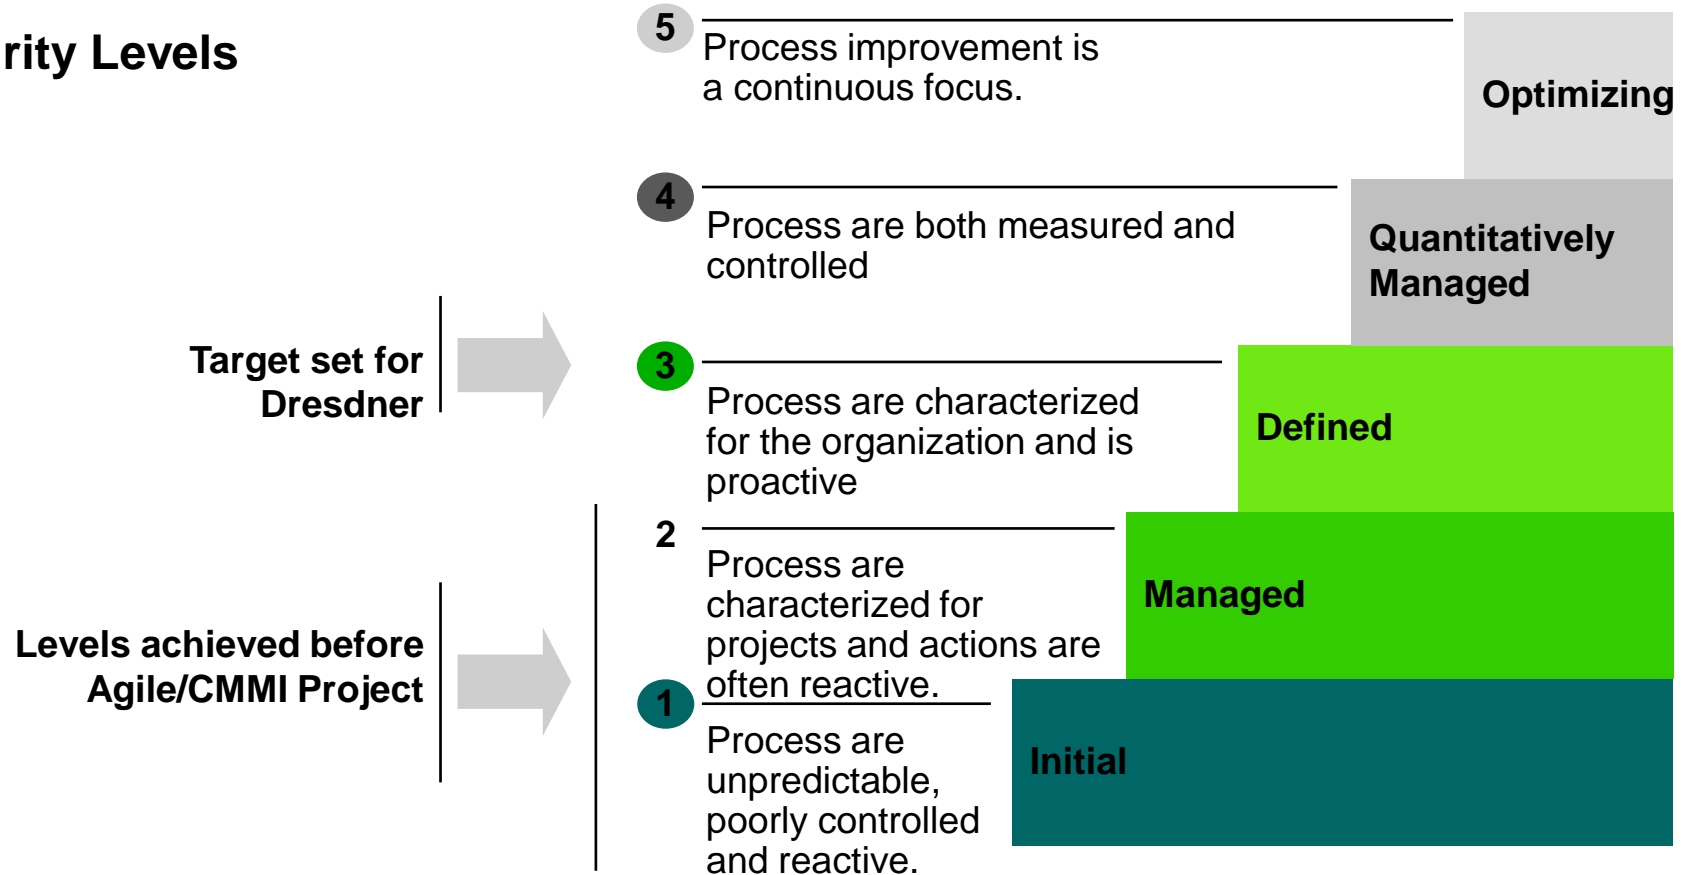 rity Levels
5
Process improvement is
a continuous focus.
Optimizing
4
Process are both measured and
controlled
Quantitatively
Managed
Target set for
Dresdner
3
Process are characterized
for the organization and is
proactive
Defined
2
Process are
characterized for
projects and actions are
often reactive.
Managed
Levels achieved before
Agile/CMMI Project
1
Process are
unpredictable,
poorly controlled
and reactive.
Initial